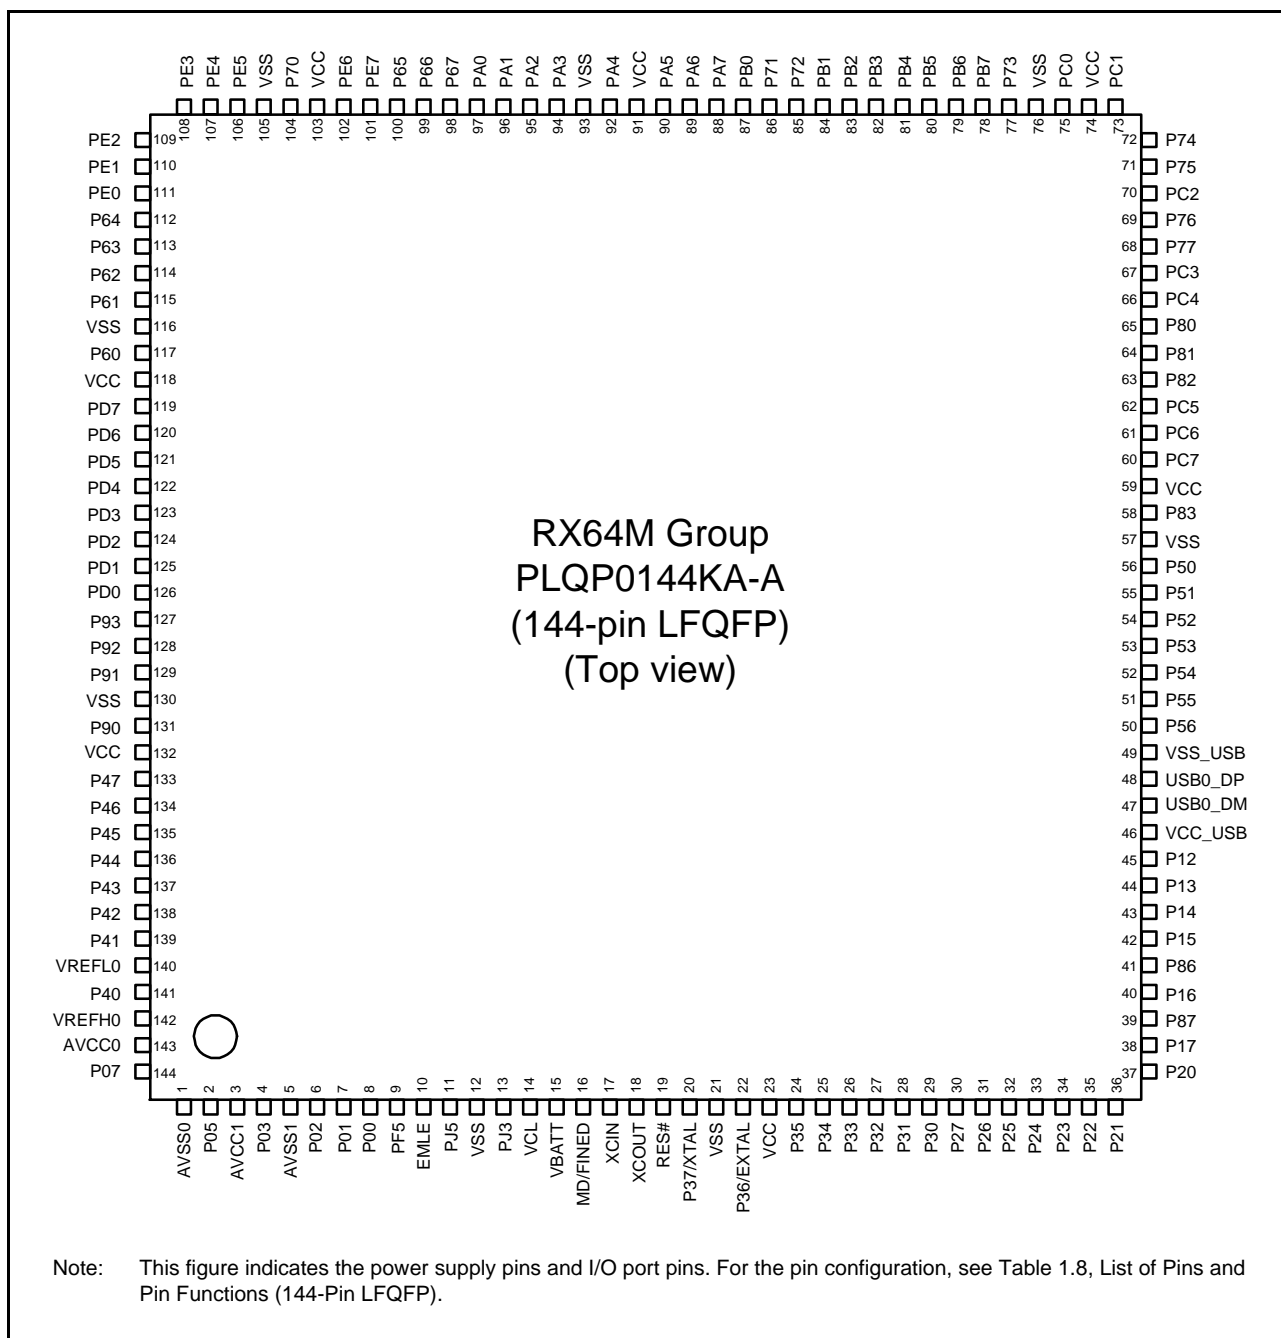 PE3 PE4 PE5 VSS P70 VCC PE6 PE7 P65 P66 P67 PA0 PA1 PA2 PA3 VSS PA4 VCC PA5 PA6 PA7 PB0 P71 P72 PB1 PB2 PB3 PB4 PB5 PB6 PB7 P73 VSS PC0 VCC PC1
108 107 106 105 104 103 102 101 100 99 98 97 96 95 94 93 92 91 90 89 88 87 86 85 84 83 82 81 80 79 78 77 76 75 74 73
PE2 109 72 P74
PE1 110 71 P75
PE0 111 70 PC2
P64 112 69 P76
P63 113 68 P77
P62 114 67 PC3
P61 115 66 PC4
VSS 116 65 P80
P60 117 64 P81
VCC 118 63 P82
PD7 119 62 PC5
PD6 120 61 PC6
PD5 121 60 PC7
PD4 122 59 VCC
PD3 123 58 P83
PD2 124 57 VSS
PD1 125 56 P50
PD0 126 55 P51
P93 127 54 P52
P92 128 53 P53
P91 129 52 P54
VSS 130 51 P55
P90 131 50 P56
VCC 132 49 VSS_USB
P47 133 48 USB0_DP
P46 134 47 USB0_DM
P45 135 46 VCC_USB
P44 136 45 P12
P43 137 44 P13
P42 138 43 P14
P41 139 42 P15
VREFL0 140 41 P86
P40 141 40 P16
VREFH0 142 39 P87
AVCC0 143 38 P17
P07 144 37 P20
RX64M Group
PLQP0144KA-A
(144-pin LFQFP)
(Top view)
1 2 3 4 5 6 7 8 9 10 11 12 13 14 15 16 17 18 19 20 21 22 23 24 25 26 27 28 29 30 31 32 33 34 35 36
AVSS0 P05 AVCC1 P03 AVSS1 P02 P01 P00 PF5 EMLE PJ5 VSS PJ3 VCL VBATT MD/FINED XCIN XCOUT RES# P37/XTAL VSS P36/EXTAL VCC P35 P34 P33 P32 P31 P30 P27 P26 P25 P24 P23 P22 P21
Note: This figure indicates the power supply pins and I/O port pins. For the pin configuration, see Table 1.8, List of Pins and
Pin Functions (144-Pin LFQFP).